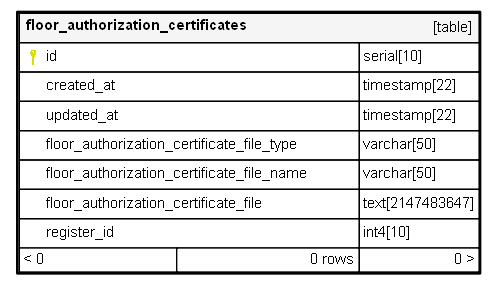 floor_authorization_certificates [table]
id serial[10]
created_at timestamp[22]
updated_at timestamp[22]
floor_authorization_certificate_file_type varchar[50]
floor_authorization_certificate_file_name varchar[50]
floor_authorization_certificate_file text[2147483647]
register_id int4[10]
< 0 0 rows 0 >